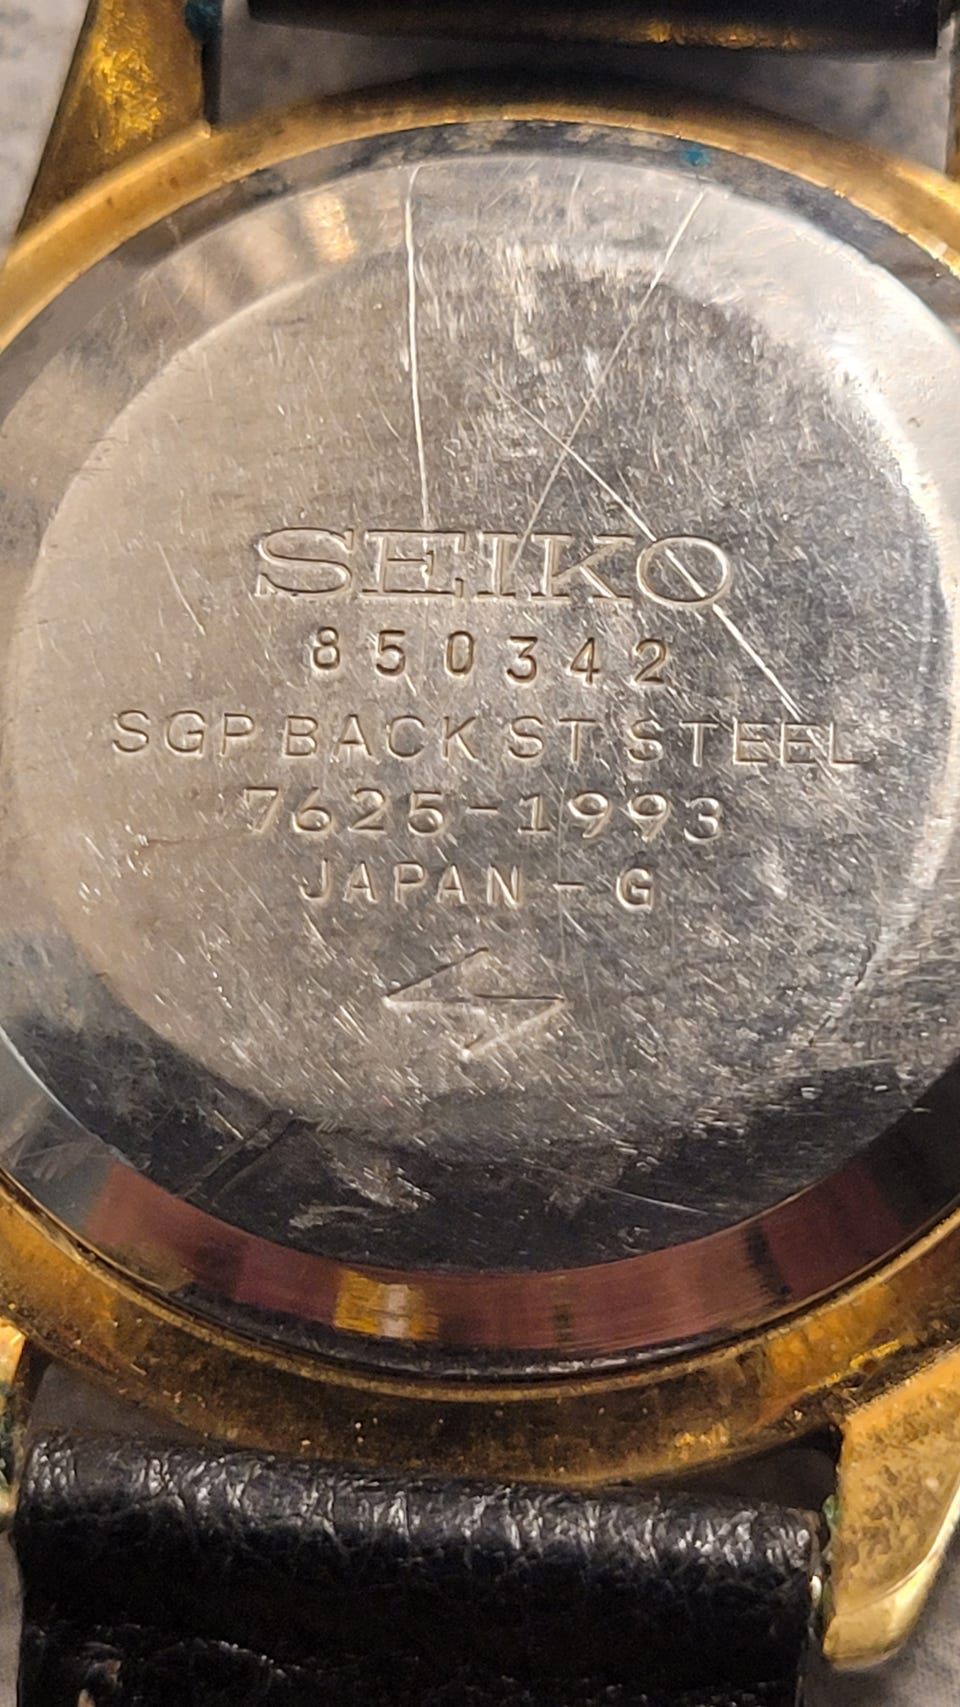 SEIKO
850342
SGP BACK ST STEEL
7625-1993
JAPAN-G